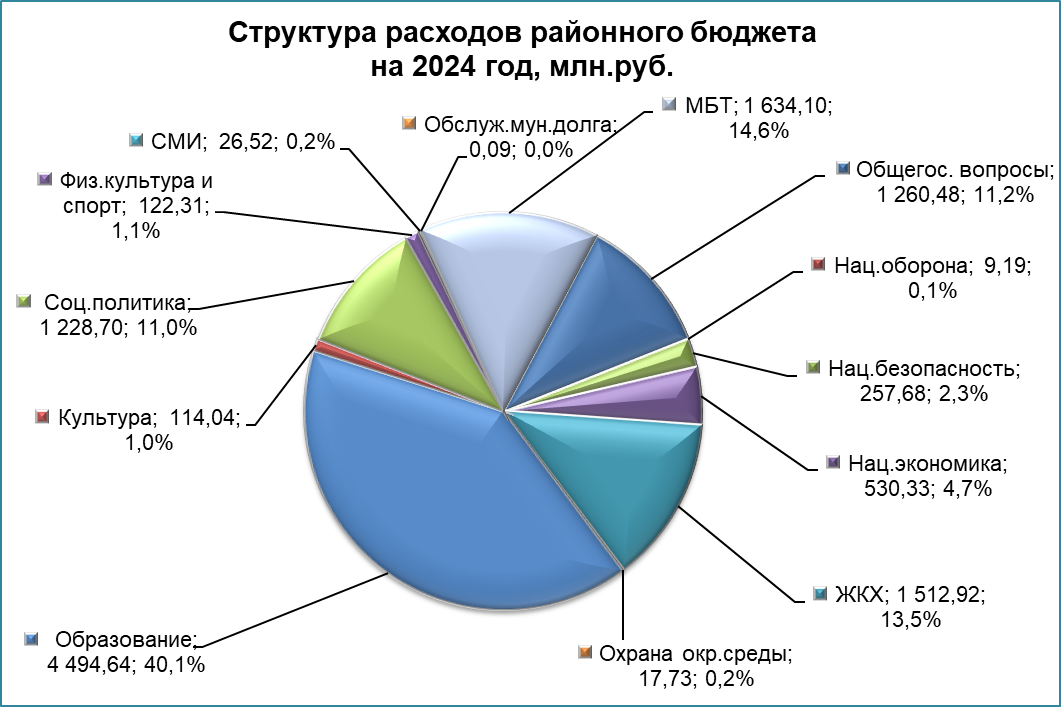 Структура расходов районного бюджета
на 2024 год, млн.руб.
МБТ; 1 634,10;
14,6%
Обслуж.мун.долга;
0,09; 0,0%
СМИ; 26,52; 0,2%
Физ.культура и
спорт; 122,31;
1,1%
Общегос. вопросы;
1 260,48; 11,2%
Нац.оборона; 9,19;
0,1%
Соц.политика;
1 228,70; 11,0%
Нац.безопасность;
257,68; 2,3%
Культура; 114,04;
1,0%
Нац.экономика;
530,33; 4,7%
ЖКХ; 1 512,92;
13,5%
Образование;
4 494,64; 40,1%
Охрана окр.среды;
17,73; 0,2%